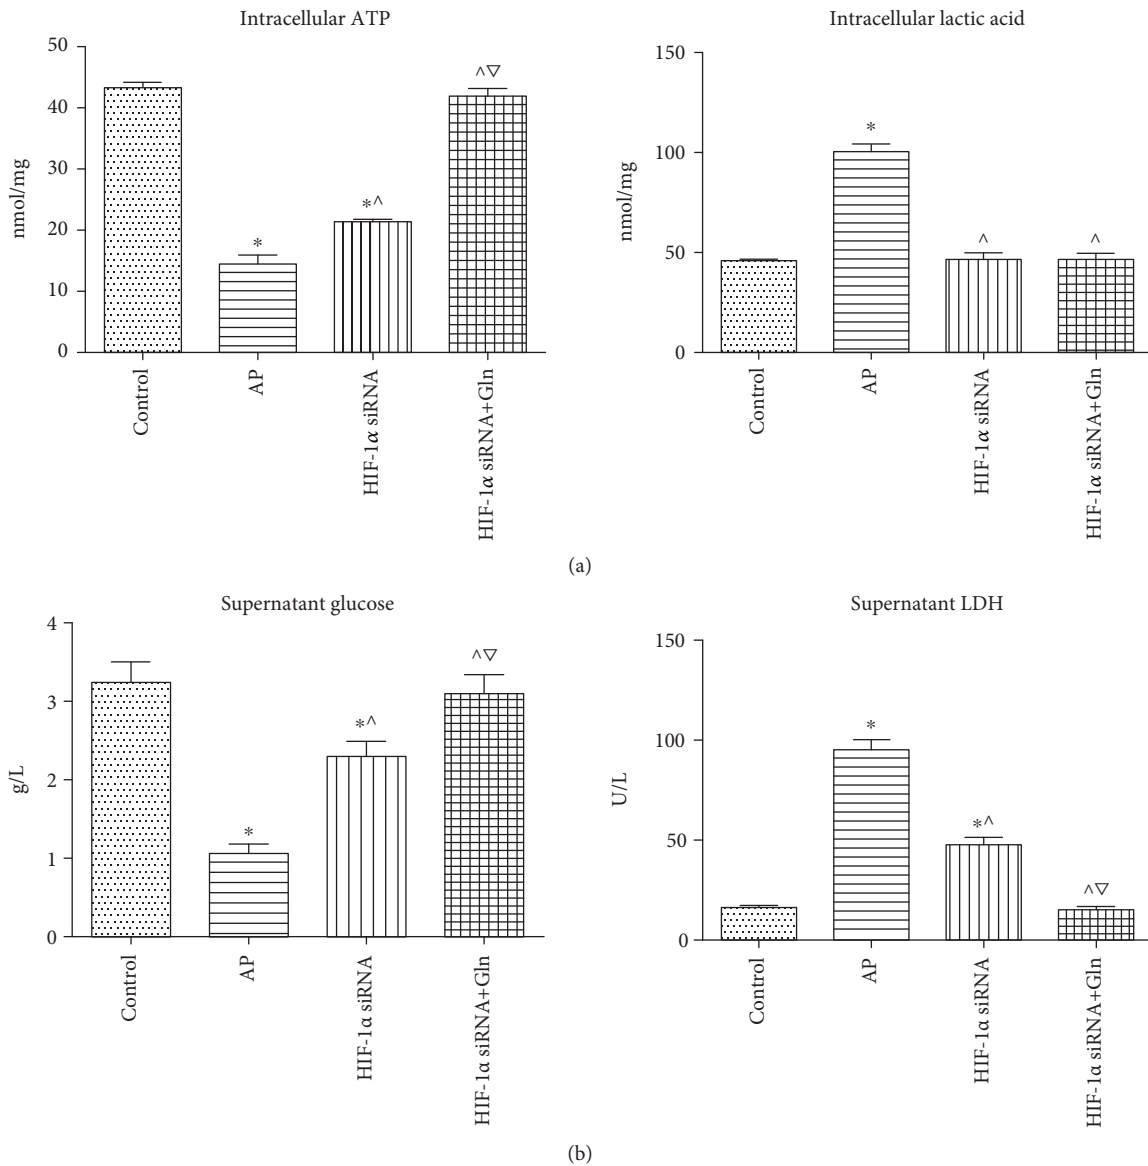 Intracellular ATP
50
40
30
20
10
0
nmol/mg
*
*^
^▽
Control
AP
HIF-1α siRNA
HIF-1α siRNA+Gln
Intracellular lactic acid
150
100
50
0
nmol/mg
*
^
^
Control
AP
HIF-1α siRNA
HIF-1α siRNA+Gln
(a)
Supernatant glucose
4
3
2
1
0
g/L
*
*^
^▽
Control
AP
HIF-1α siRNA
HIF-1α siRNA+Gln
Supernatant LDH
150
100
50
0
U/L
*
*^
^▽
Control
AP
HIF-1α siRNA
HIF-1α siRNA+Gln
(b)